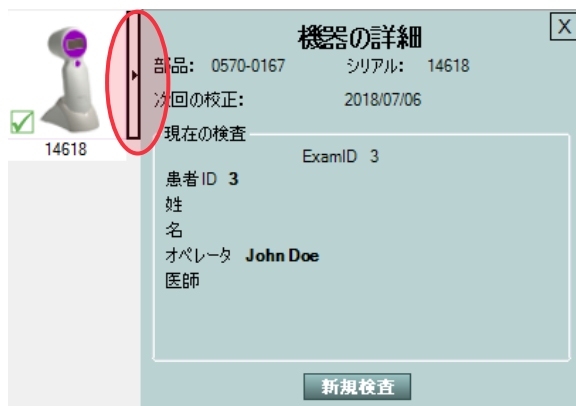 機器の詳細
X
部品: 0570-0167 シリアル: 14618
次回の校正: 2018/07/06
14618
現在の検査
ExamID 3
患者ID 3
姓
名
オペレータ John Doe
医師
新規検査